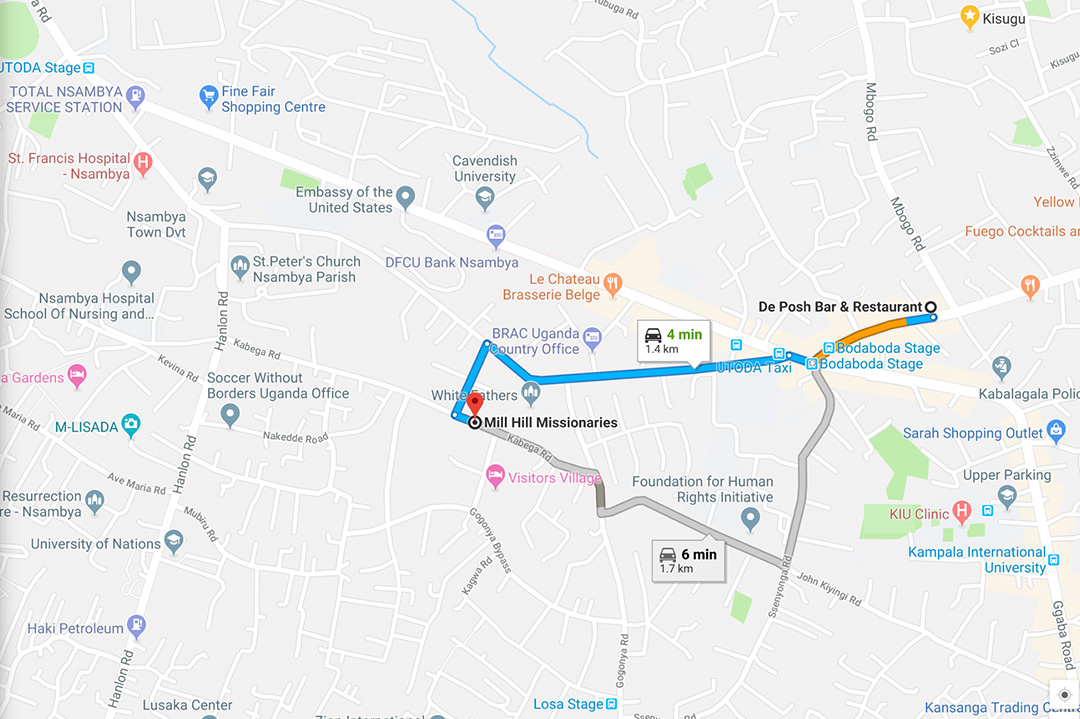 a Rd
ubuga Rd
Kisugu
Sozi Cl
Kisugu
UTODA Stage
TOTAL NSAMBYA
SERVICE STATION
Fine Fair
Shopping Centre
Mbogo Rd
St. Francis Hospital
- Nsambya
Cavendish
University
Zzimwe Rd
Embassy of the
United States
Nsambya
Town Dvt
Mbogo Rd
Yellow
Fuego Cocktails a
St.Peter's Church
Nsambya Parish
DFCU Bank Nsambya
Le Chateau
Brasserie Belge
Nsambya Hospital
School Of Nursing and...
Hanlon Rd
De Posh Bar & Restaurant
BRAC Uganda
Country Office
4 min
1.4 km
Bodaboda Stage
Kabega Rd
Kevina Rd
UTODA Taxi
Bodaboda Stage
a Gardens
Soccer Without
Borders Uganda Office
White Fathers
Kabalagala Polic
Maria Rd
M-LISADA
Mill Hill Missionaries
Nakedde Road
Kabega Rd
Sarah Shopping Outlet
Hanlon Rd
Ave Maria Rd
Visitors Village
Foundation for Human
Rights Initiative
Upper Parking
Resurrection
re - Nsambya
Mubiru Rd
KIU Clinic
Gogonya Bypass
University of Nations
6 min
1.7 km
Kampala International
University
Kagwa Rd
Ssenyonga Rd
John Kiyingi Rd
Haki Petroleum
Ggaba Road
Gogonya Rd
Hanlon Rd
Lusaka Center
Losa Stage
Kansanga Trading Centre